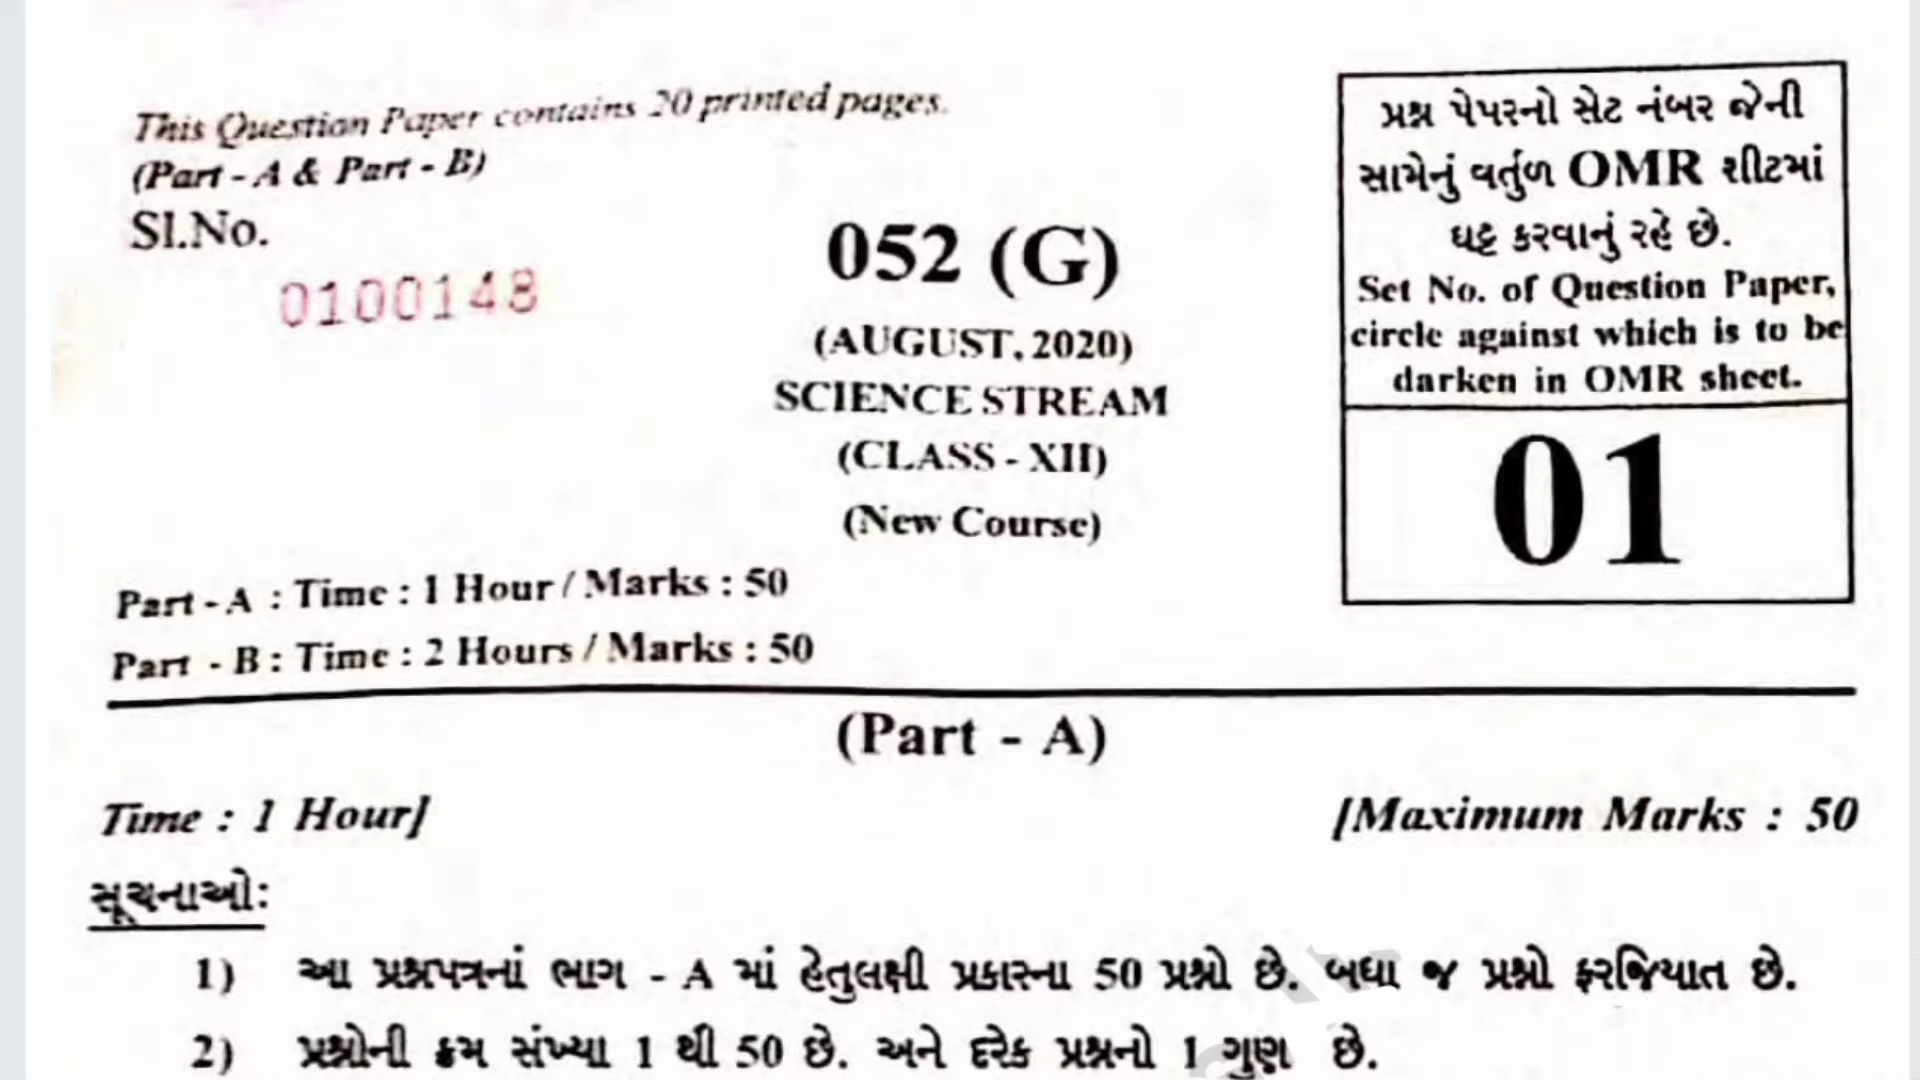 This Question Paper contains 20 printed pages.
(Part - A & Part - B)
Sl.No.
0100148
052 (G)
(AUGUST, 2020)
SCIENCE STREAM
(CLASS - XII)
(New Course)
પ્રશ્ન પેપરનો સેટ નંબર જેની
સામેનું વર્તુળ OMR શીટમાં
ઘટ્ટ કરવાનું રહે છે.
Set No. of Question Paper,
circle against which is to be
darken in OMR sheet.
01
Part - A : Time : 1 Hour / Marks : 50
Part - B : Time : 2 Hours / Marks : 50
(Part - A)
Time : 1 Hour]
[Maximum Marks : 50
સૂચનાઓ:
1) આ પ્રશ્નપત્રનાં ભાગ - A માં હેતુલક્ષી પ્રકારના 50 પ્રશ્નો છે. બધા જ પ્રશ્નો ફરજિયાત છે.
2) પ્રશ્નોની ક્રમ સંખ્યા 1 થી 50 છે. અને દરેક પ્રશ્નનો 1 ગુણ છે.